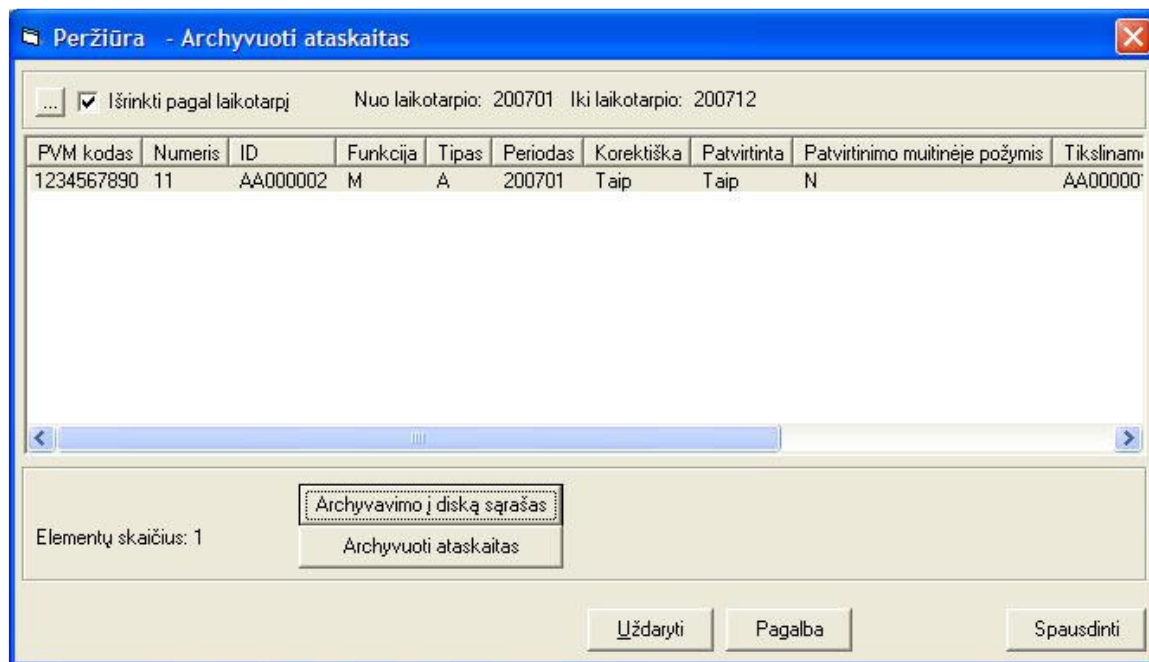 Peržiūra - Archyvuoti ataskaitas
... Išrinkti pagal laikotarpį Nuo laikotarpio: 200701 Iki laikotarpio: 200712
PVM kodas Numeris ID Funkcija Tipas Periodas Korektiška Patvirtinta Patvirtinimo muitinėje požymis Tikslinam
1234567890 11 AA000002 M A 200701 Taip Taip N AA00000
Archyvavimo į diską sąrašas
Elementų skaičius: 1
Archyvuoti ataskaitas
Uždaryti Pagalba Spausdinti